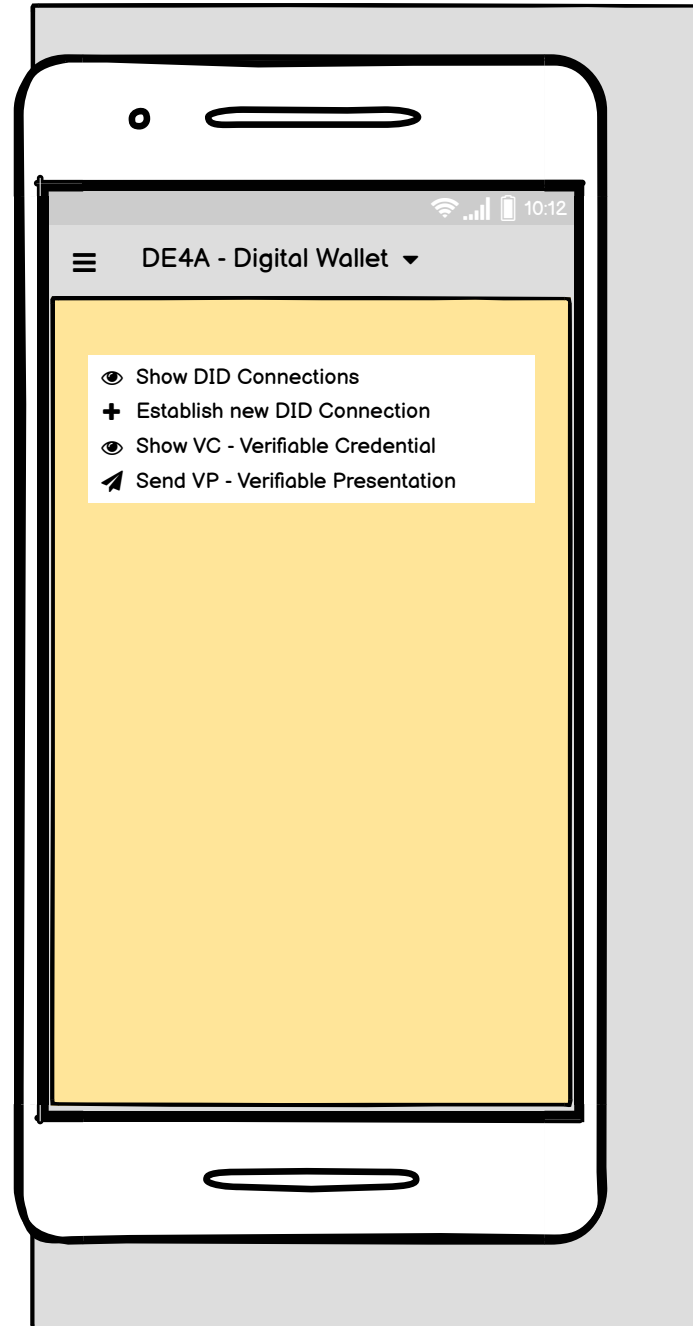 10:12
DE4A - Digital Wallet
Show DID Connections
Establish new DID Connection
Show VC - Verifiable Credential
Send VP - Verifiable Presentation